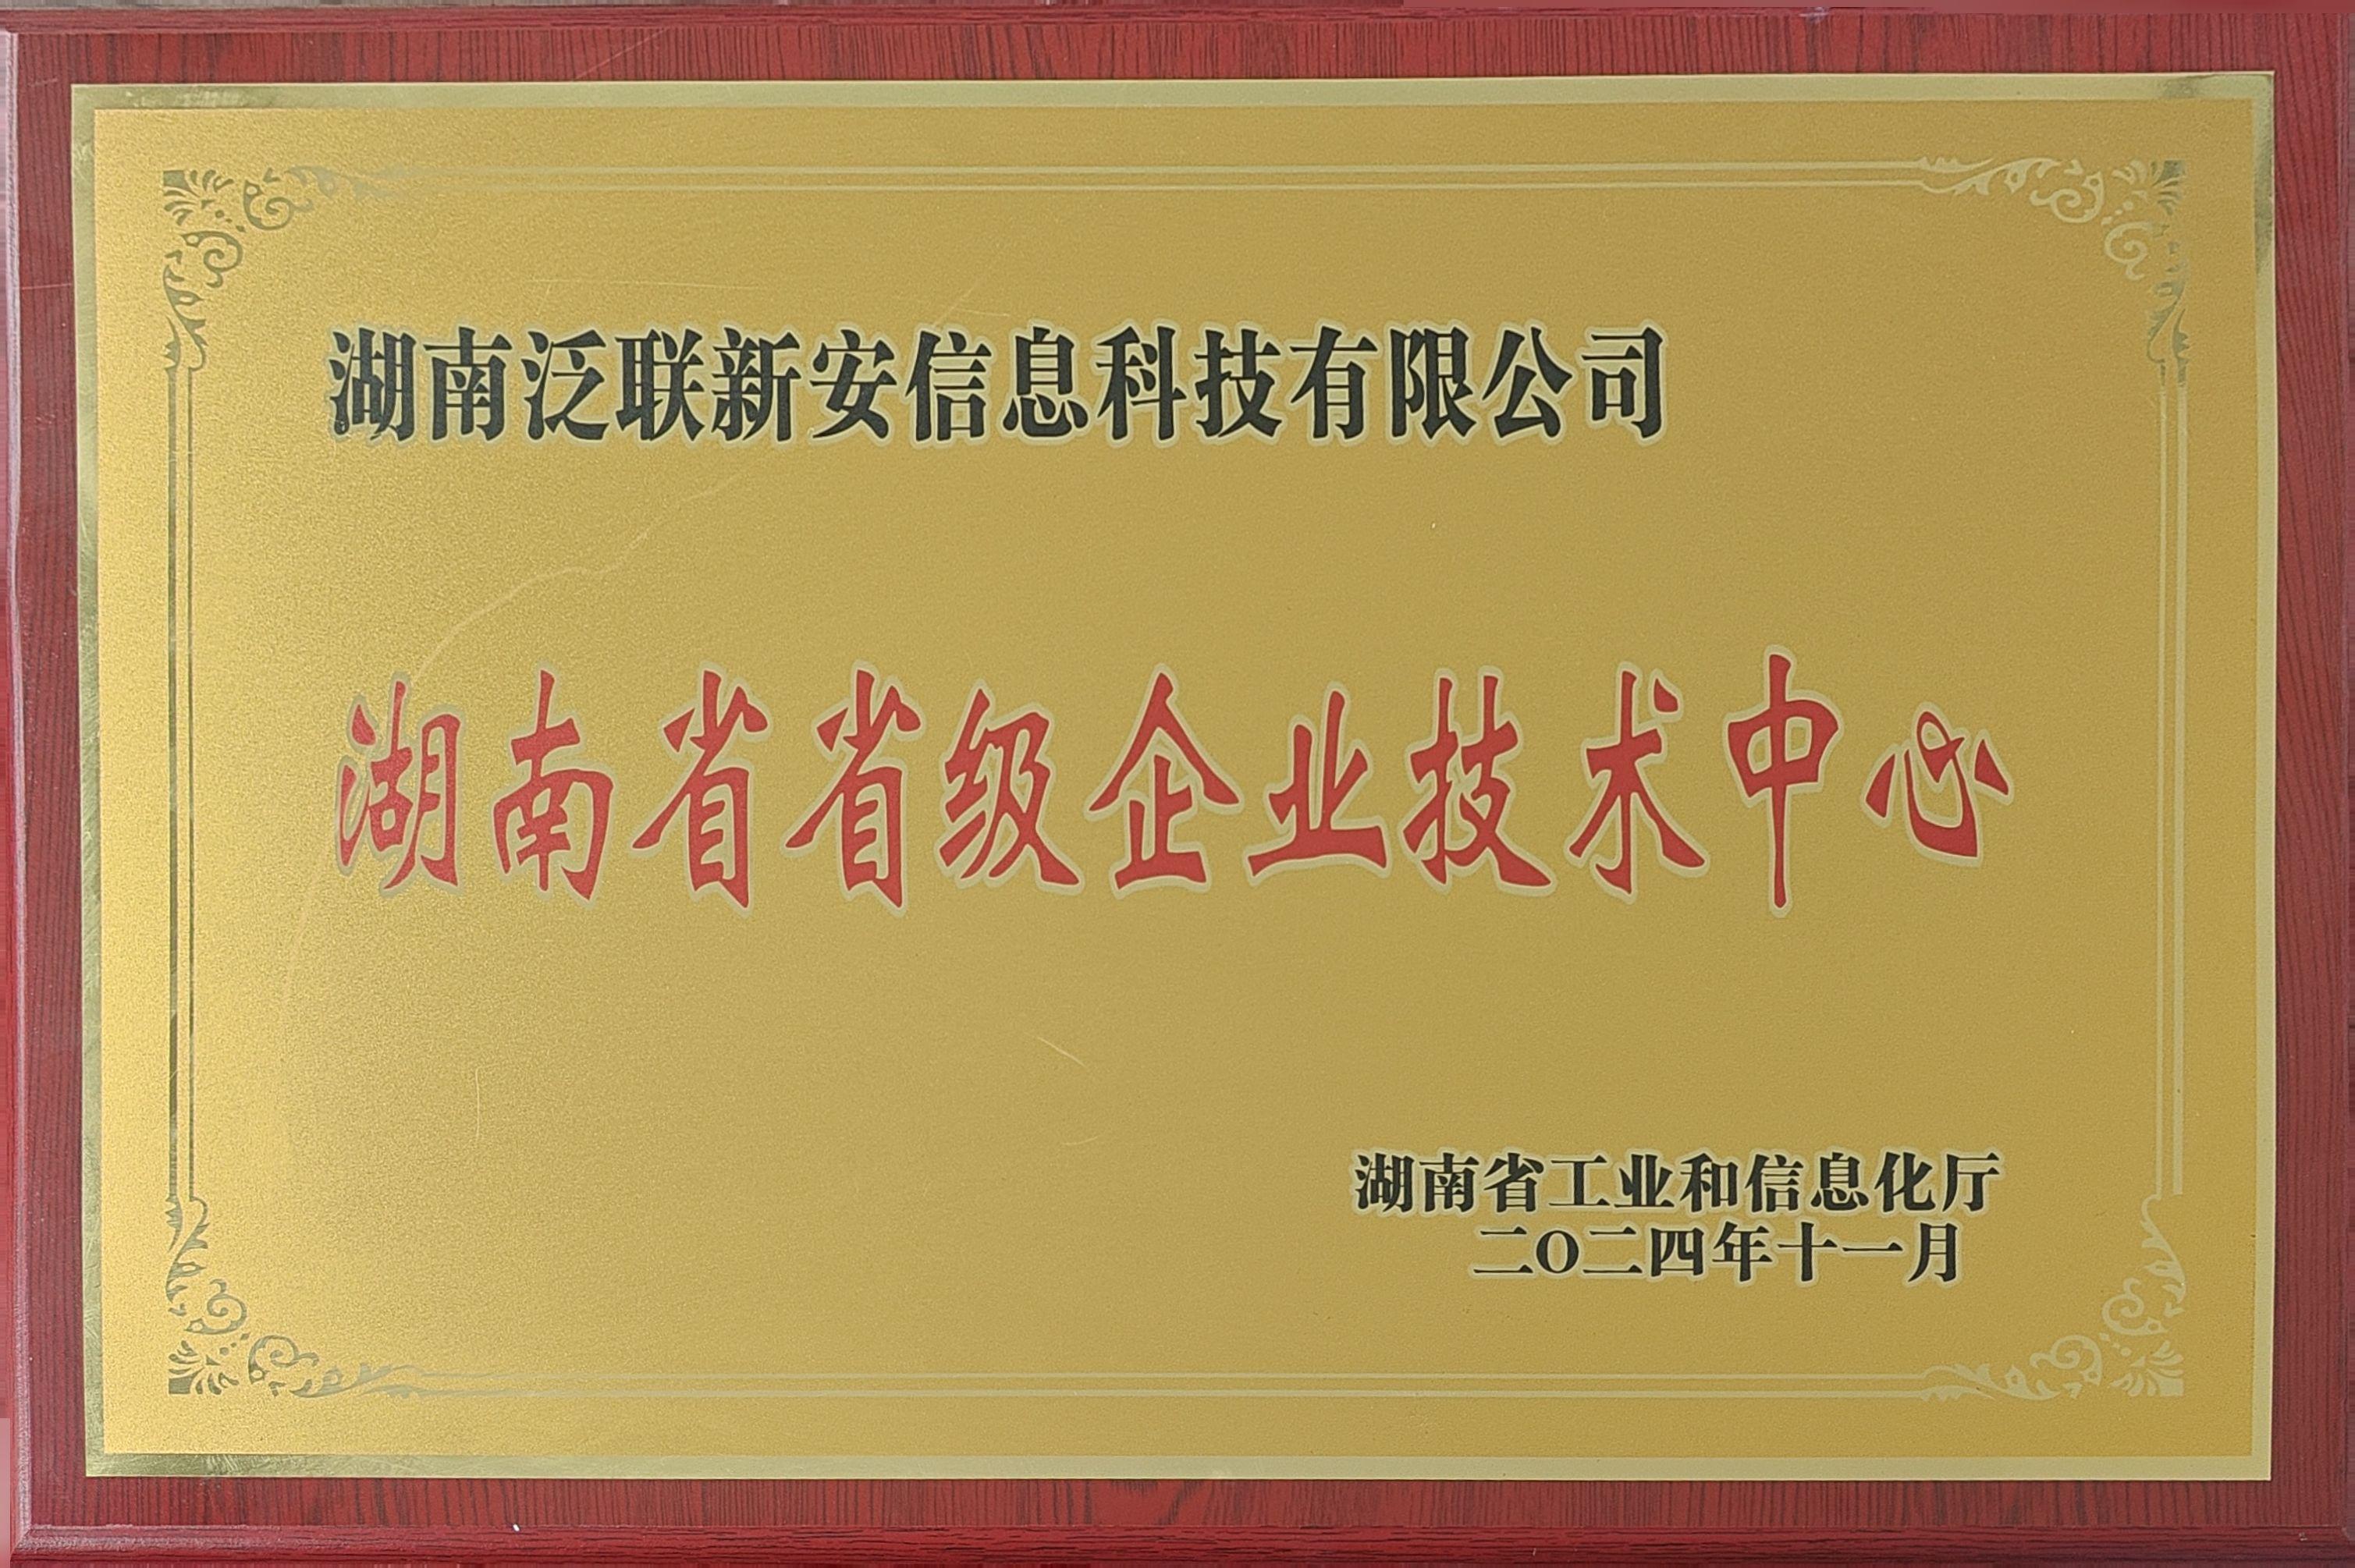 湖南泛联新安信息科技有限公司
湖南省省级企业技术中心
湖南省工业和信息化厅
二〇二四年十一月